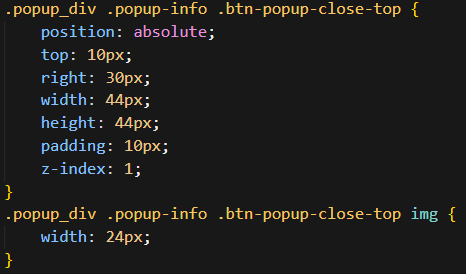 .popup_div .popup-info .btn-popup-close-top {
    position: absolute;
    top: 10px;
    right: 30px;
    width: 44px;
    height: 44px;
    padding: 10px;
    z-index: 1;
}
.popup_div .popup-info .btn-popup-close-top img {
    width: 24px;
}